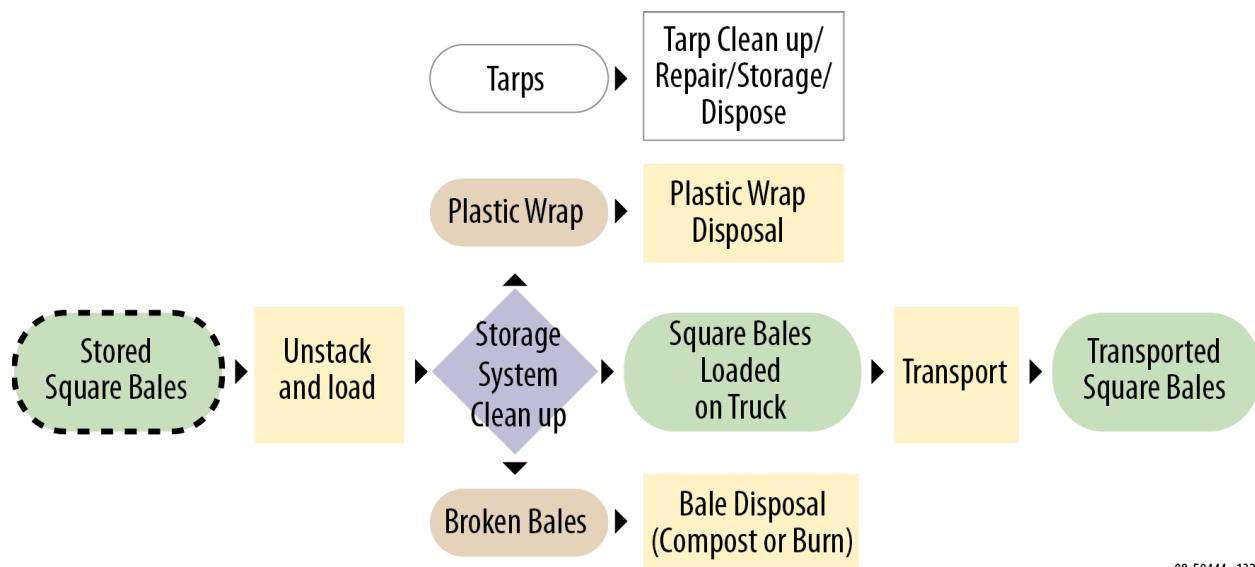 Tarps
Tarp Clean up/
Repair/Storage/
Dispose
Plastic Wrap
Plastic Wrap
Disposal
Stored
Square Bales
Unstack
and load
Storage
System
Clean up
Square Bales
Loaded
on Truck
Transport
Transported
Square Bales
Broken Bales
Bale Disposal
(Compost or Burn)